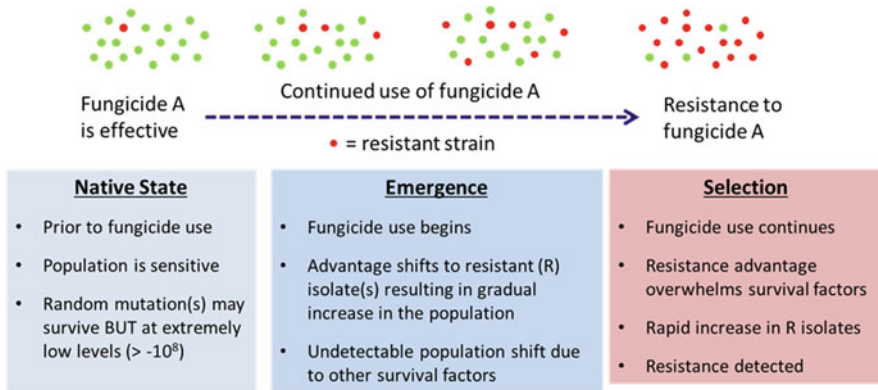 Fungicide A
is effective
Continued use of fungicide A
Resistance to
fungicide A
• = resistant strain
Native State
• Prior to fungicide use
• Population is sensitive
• Random mutation(s) may
survive BUT at extremely
low levels (> -10⁸)
Emergence
• Fungicide use begins
• Advantage shifts to resistant (R)
isolate(s) resulting in gradual
increase in the population
• Undetectable population shift due
to other survival factors
Selection
• Fungicide use continues
• Resistance advantage
overwhelms survival factors
• Rapid increase in R isolates
• Resistance detected